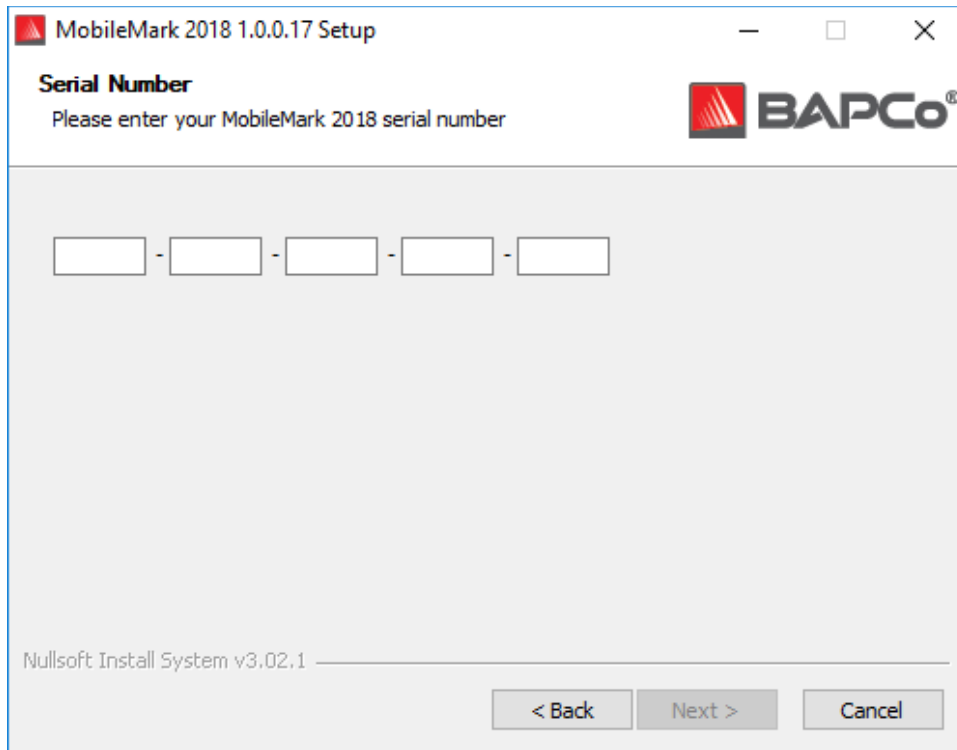 MobileMark 2018 1.0.0.17 Setup
Serial Number
Please enter your MobileMark 2018 serial number
BAPCo®
- - - -
Nullsoft Install System v3.02.1
< Back Next > Cancel